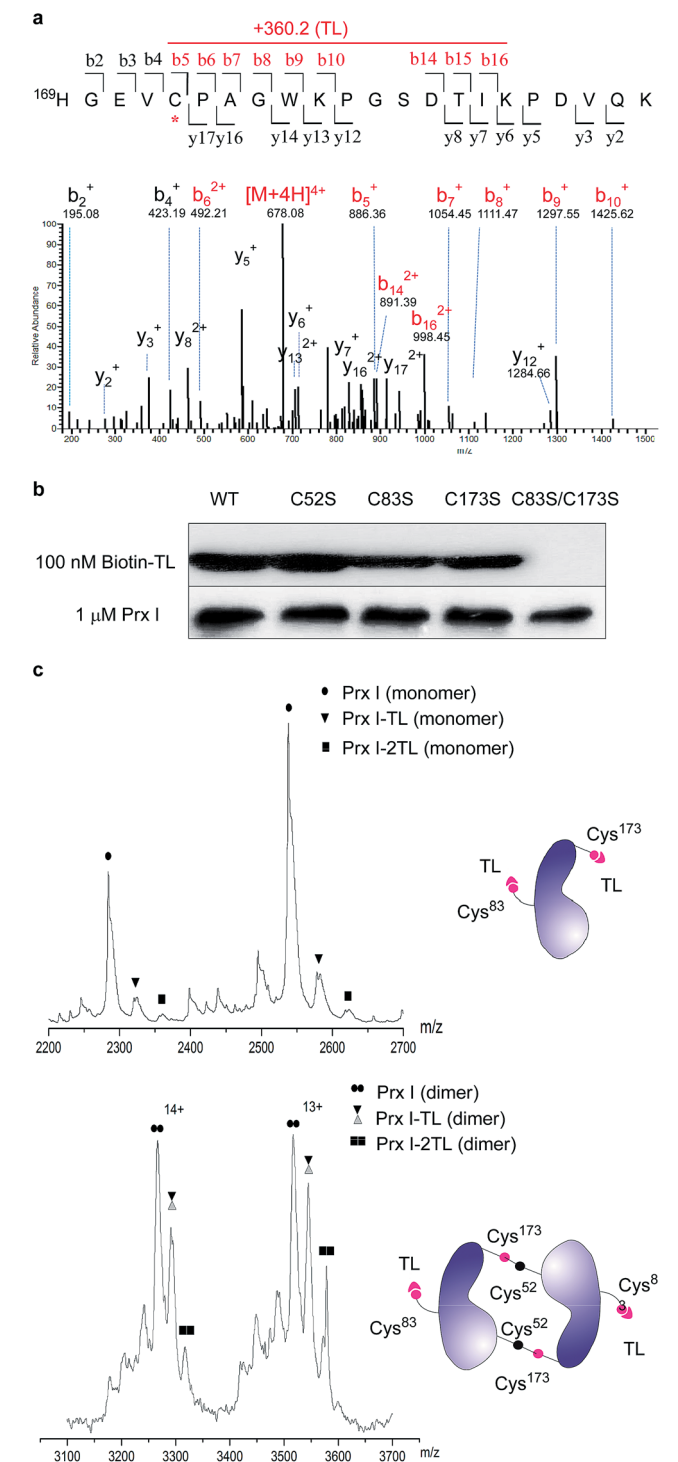 a
+360.2 (TL)
b2 b3 b4 b5 b6 b7 b8 b9 b10 b14 b15 b16
169H G E V C P A G W K P G S D T I K P D V Q K
*
y17 y16 y14 y13 y12 y8 y7 y6 y5 y3 y2
b2+ b4+ b6 2+ [M+4H]4+ b5+ b7+ b8+ b9+ b10+
195.08 423.19 492.21 678.08 886.36 1054.45 1111.47 1297.55 1425.62
y5+
b14 2+
891.39
y6+
b16 2+
998.45
y3+ y8 2+ y13 2+ y7+
y2+ y16 2+ y17 2+ y12+
1284.66
Relative Abundance
100 90 80 70 60 50 40 30 20 10 0
200 300 400 500 600 700 800 900 1000 1100 1200 1300 1400 1500
m/z
b
WT C52S C83S C173S C83S/C173S
100 nM Biotin-TL
1 μM Prx I
c
Prx I (monomer)
Prx I-TL (monomer)
Prx I-2TL (monomer)
Cys173
TL
TL
Cys83
2200 2300 2400 2500 2600 2700 m/z
Prx I (dimer)
14+ 13+
Prx I-TL (dimer)
Prx I-2TL (dimer)
Cys173
TL
Cys8
3
Cys52
Cys83
Cys52
TL
Cys173
3100 3200 3300 3400 3500 3600 3700 m/z